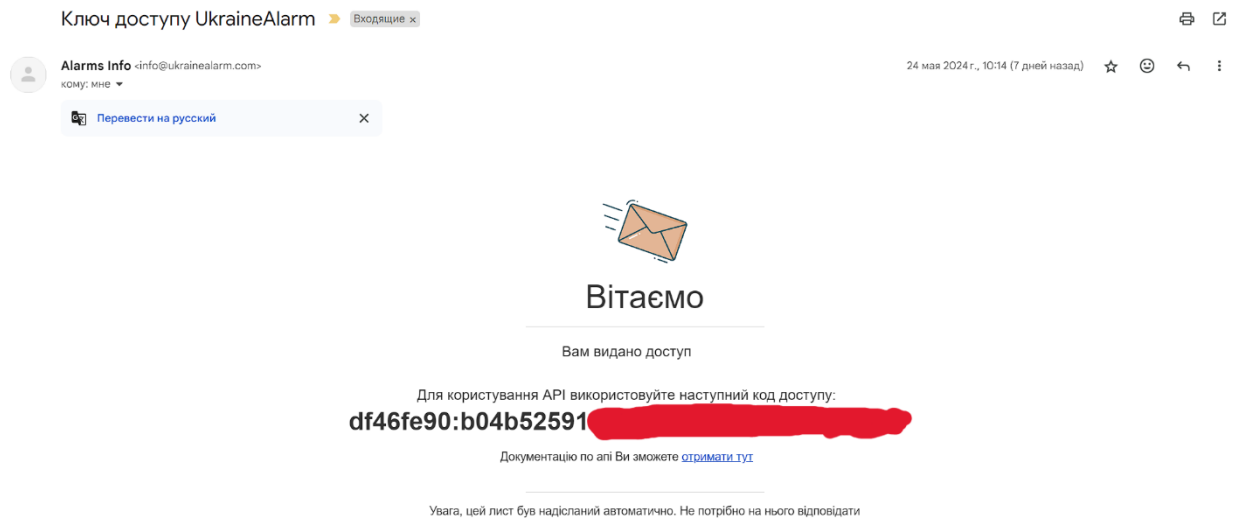 Ключ доступу UkraineAlarm Входящие ×
Alarms Info <info@ukrainealarm.com> 24 мая 2024 г., 10:14 (7 дней назад)
кому: мне
Перевести на русский
Вітаємо
Вам видано доступ
Для користування API використовуйте наступний код доступу:
df46fe90:b04b52591
Документацію по апі Ви зможете отримати тут
Увага, цей лист був надісланий автоматично. Не потрібно на нього відповідати